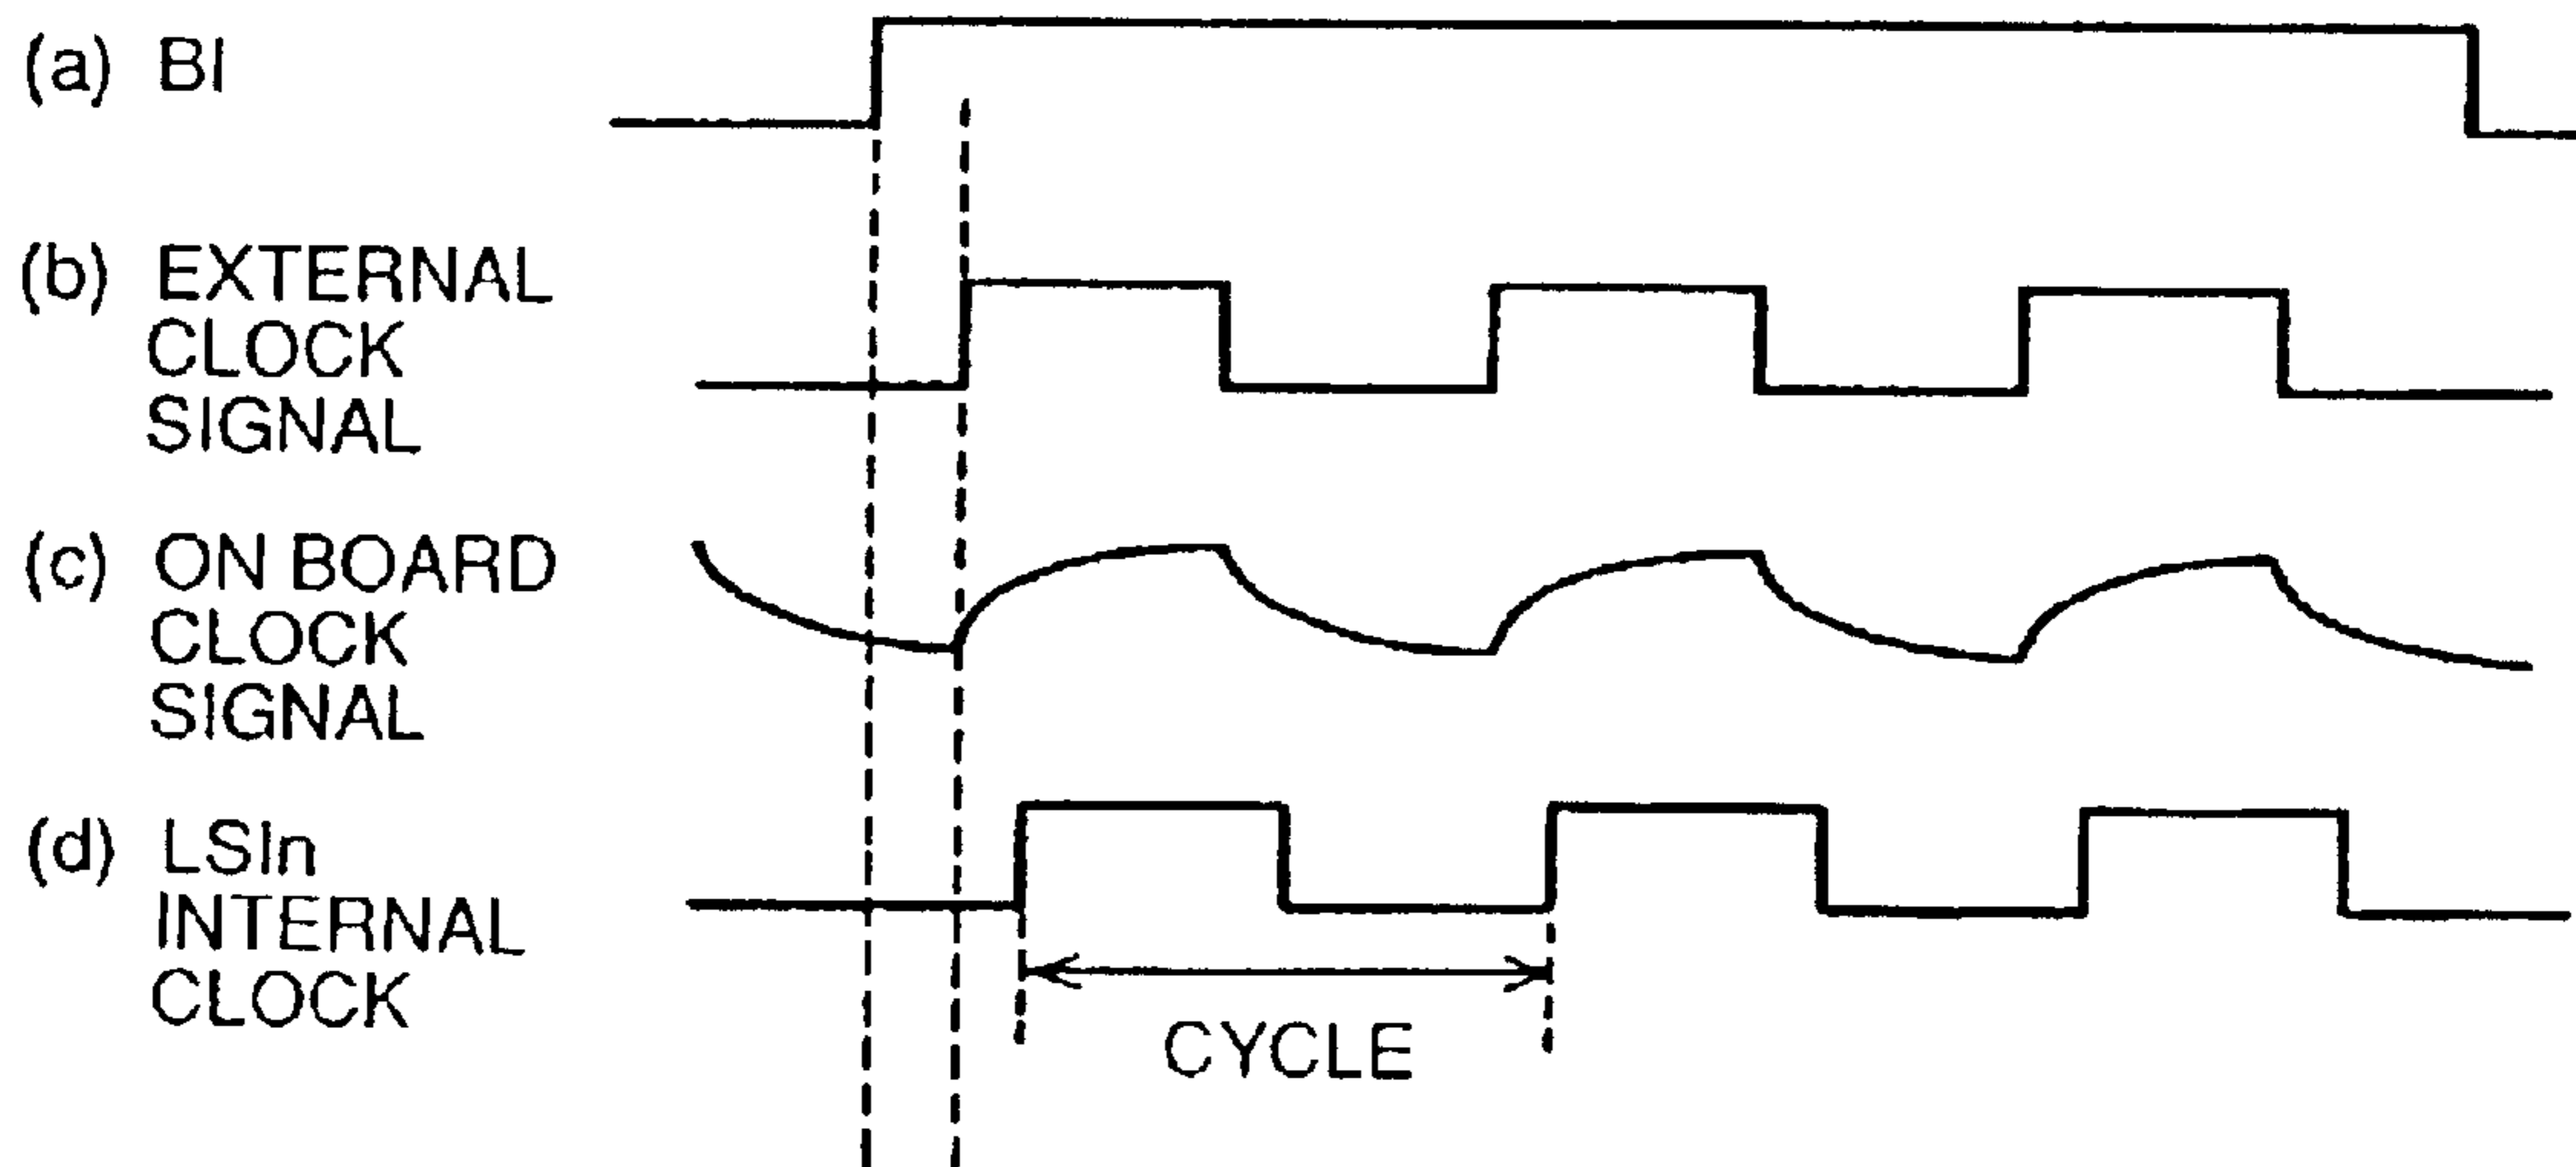 (a) BI
(b) EXTERNAL
CLOCK
SIGNAL
(c) ON BOARD
CLOCK
SIGNAL
(d) LSIn
INTERNAL
CLOCK
CYCLE